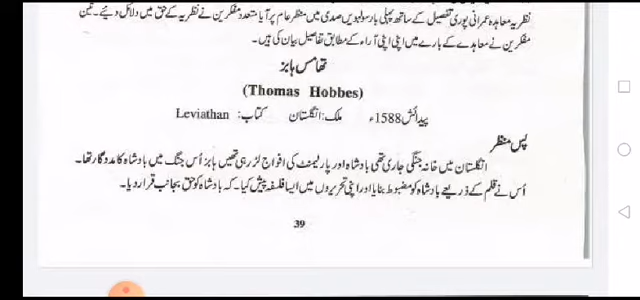 نظریہ معاہدہ عمرانی پوری تفصیل کے ساتھ پہلی بار سولہویں صدی میں منظر عام پر آیا متعدد مفکرین نے نظریہ کے حق میں دلائل دیئے۔ تین
مفکرین نے معاہدے کے بارے میں اپنی اپنی آراء کے مطابق تفاصیل بیان کی ہیں۔
تھامس ہابز
(Thomas Hobbes)
پیدائش 1588ء ملک: انگلستان کتاب: Leviathan
پس منظر
انگلستان میں خانہ جنگی جاری تھی بادشاہ اور پارلیمنٹ کی افواج لڑ رہی تھیں ہابز اُس جنگ میں بادشاہ کا مددگار تھا۔
اُس نے قلم کے ذریعے بادشاہ کو مضبوط بنایا اور اپنی تحریروں میں ایسا فلسفہ پیش کیا۔ کہ بادشاہ کو حق بجانب قرار دیا۔
39